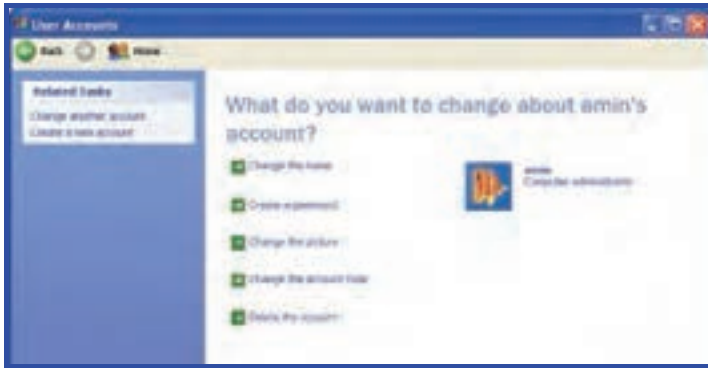 User Accounts
Back Home
Related Tasks
Change another account
Create a new account
What do you want to change about amin's
account?
Change the name
amin
Computer administrator
Create a password
Change the picture
Change the account type
Delete the account